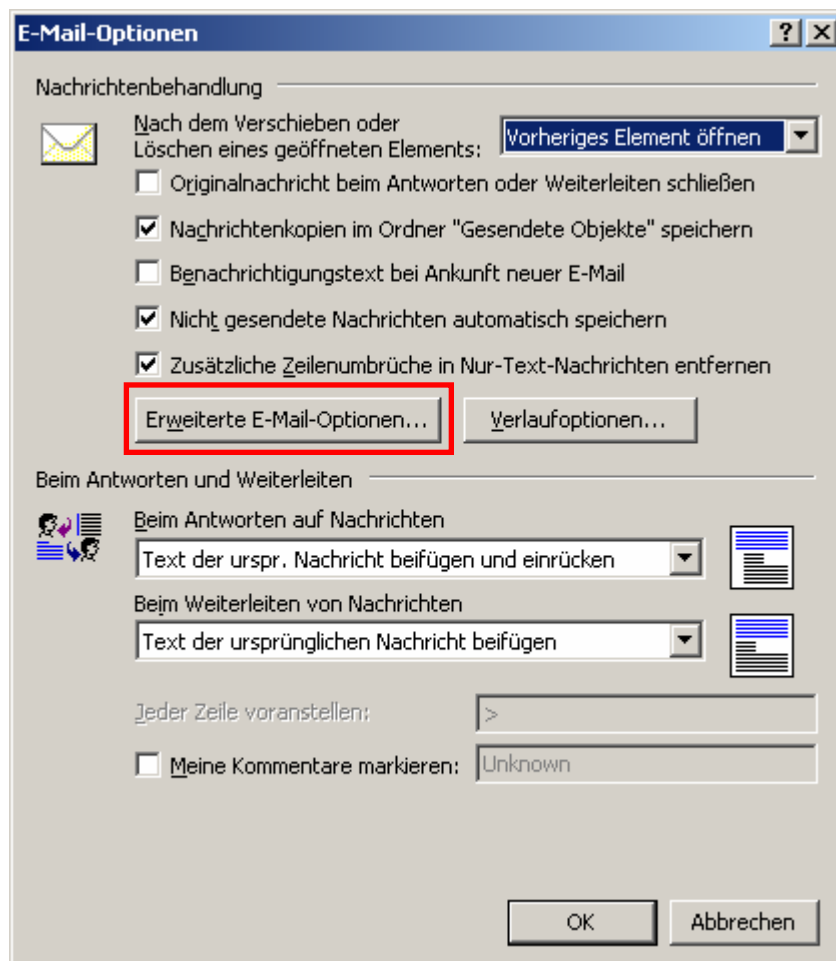 E-Mail-Optionen
Nachrichtenbehandlung
Nach dem Verschieben oder
Löschen eines geöffneten Elements:
Vorheriges Element öffnen
Originalnachricht beim Antworten oder Weiterleiten schließen
Nachrichtenkopien im Ordner "Gesendete Objekte" speichern
Benachrichtigungstext bei Ankunft neuer E-Mail
Nicht gesendete Nachrichten automatisch speichern
Zusätzliche Zeilenumbrüche in Nur-Text-Nachrichten entfernen
Erweiterte E-Mail-Optionen... Verlaufoptionen...
Beim Antworten und Weiterleiten
Beim Antworten auf Nachrichten
Text der urspr. Nachricht beifügen und einrücken
Beim Weiterleiten von Nachrichten
Text der ursprünglichen Nachricht beifügen
Jeder Zeile voranstellen: >
Meine Kommentare markieren: Unknown
OK Abbrechen